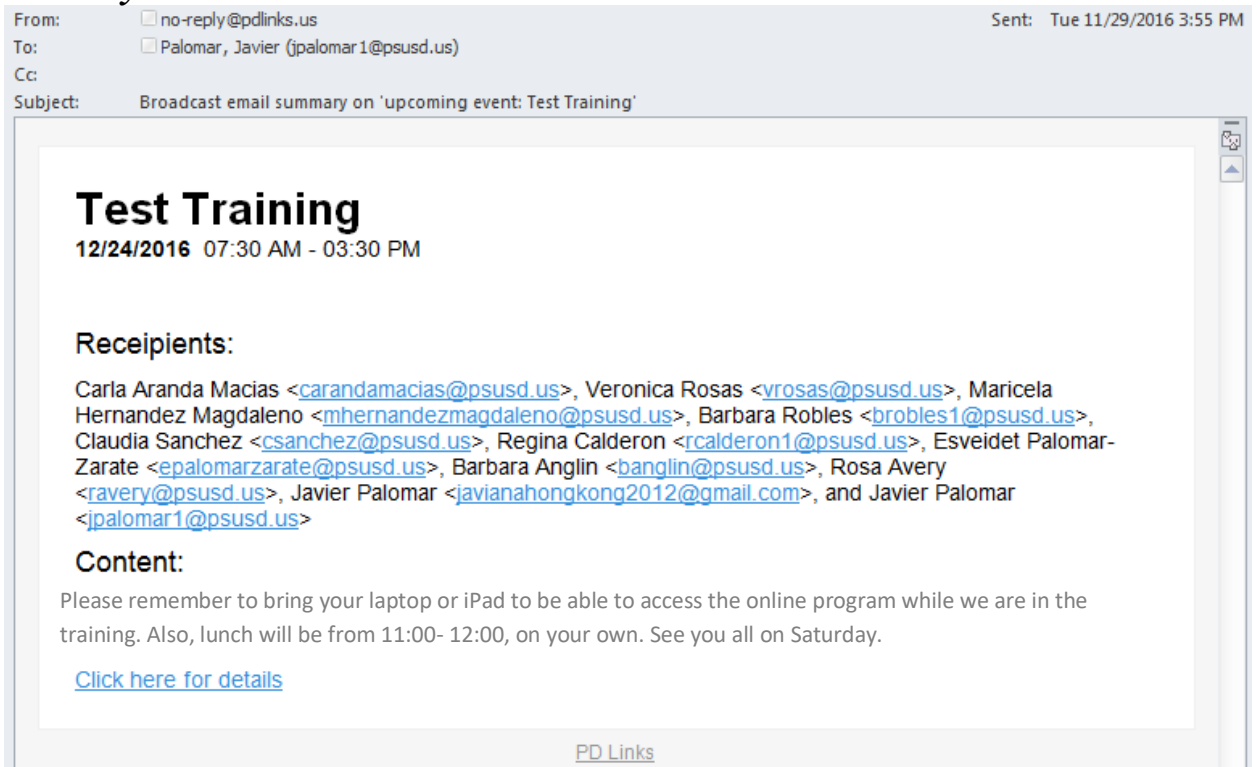 From: no-reply@pdlinks.us Sent: Tue 11/29/2016 3:55 PM
To: Palomar, Javier (jpalomar1@psusd.us)
Cc:
Subject: Broadcast email summary on 'upcoming event: Test Training'
Test Training
12/24/2016 07:30 AM - 03:30 PM
Receipients:
Carla Aranda Macias <carandamacias@psusd.us>, Veronica Rosas <vrosas@psusd.us>, Maricela
Hernandez Magdaleno <mhernandezmagdaleno@psusd.us>, Barbara Robles <brobles1@psusd.us>,
Claudia Sanchez <csanchez@psusd.us>, Regina Calderon <rcalderon1@psusd.us>, Esveidet Palomar-
Zarate <epalomarzarate@psusd.us>, Barbara Anglin <banglin@psusd.us>, Rosa Avery
<ravery@psusd.us>, Javier Palomar <javianahongkong2012@gmail.com>, and Javier Palomar
<jpalomar1@psusd.us>
Content:
Please remember to bring your laptop or iPad to be able to access the online program while we are in the
training. Also, lunch will be from 11:00- 12:00, on your own. See you all on Saturday.
Click here for details
PD Links